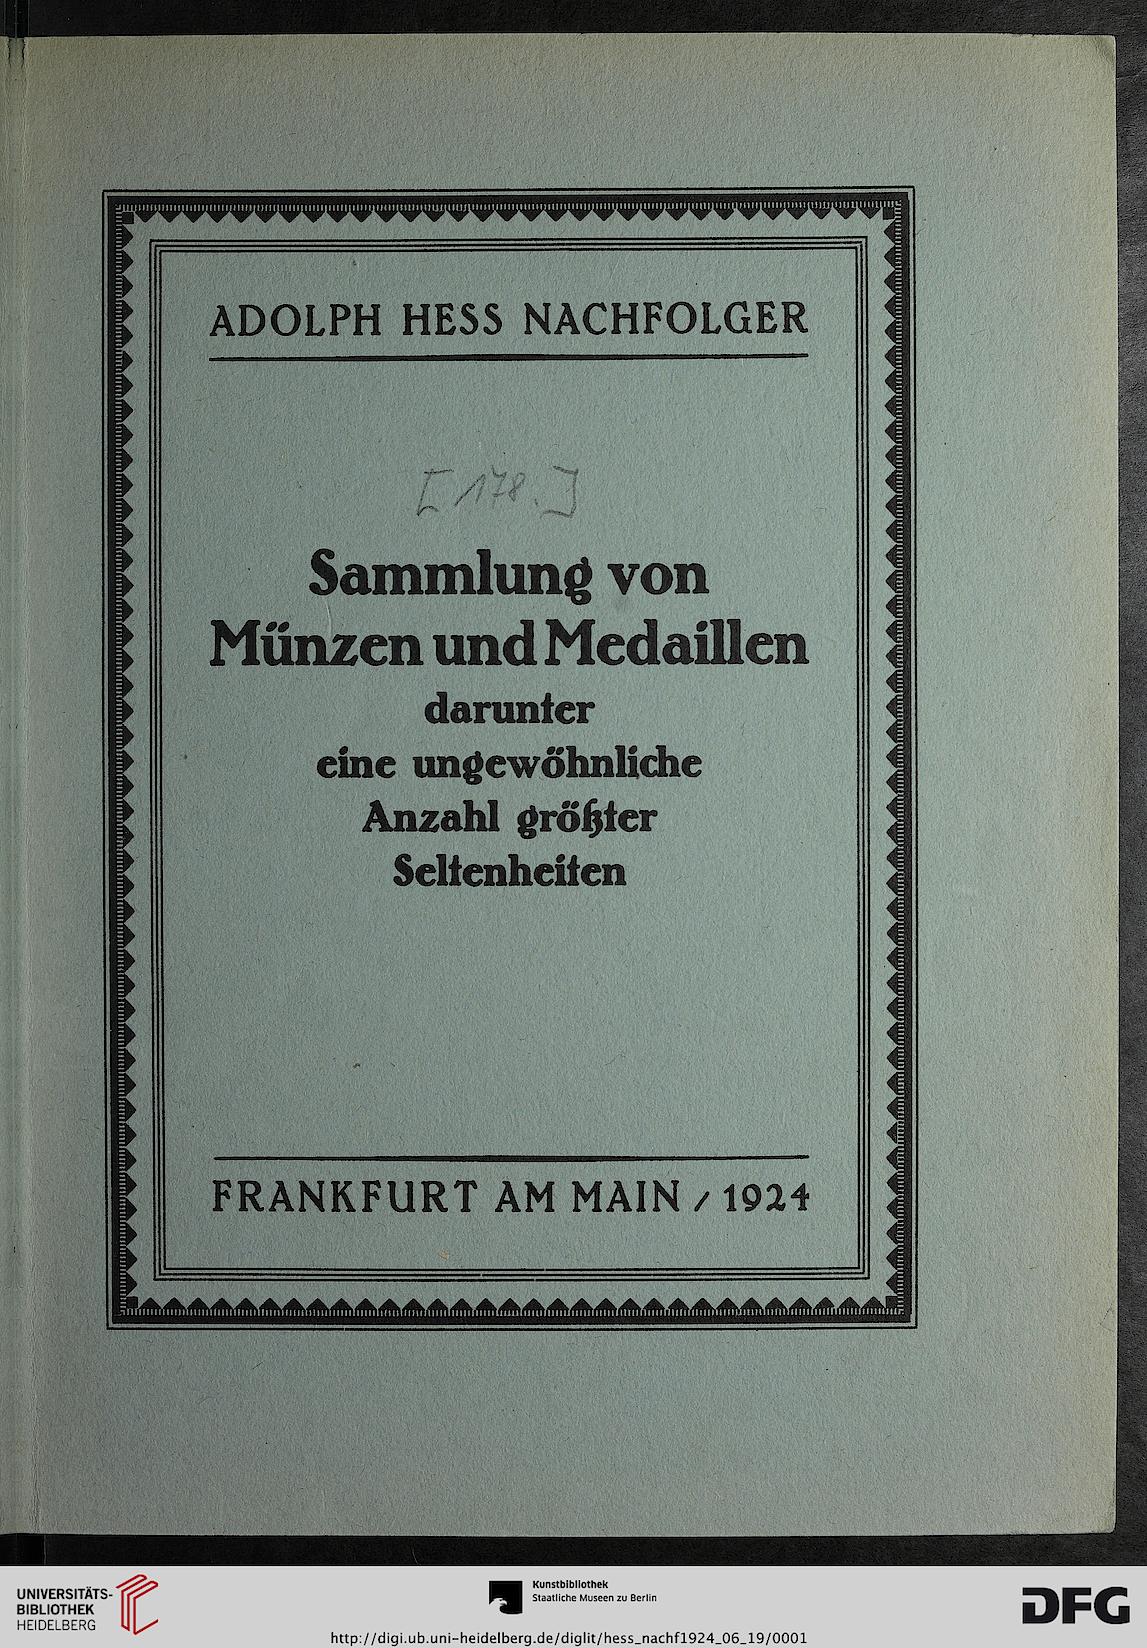 ADOLPH HESS NACHFOLGER
[178.]
Sammlung von
Münzen und Medaillen
darunter
eine ungewöhnliche
Anzahl größter
Seltenheiten
FRANKFURT AM MAIN / 1924
UNIVERSITÄTS-
BIBLIOTHEK
HEIDELBERG
Kunstbibliothek
Staatliche Museen zu Berlin
DFG
http://digi.ub.uni-heidelberg.de/diglit/hess_nachf1924_06_19/0001